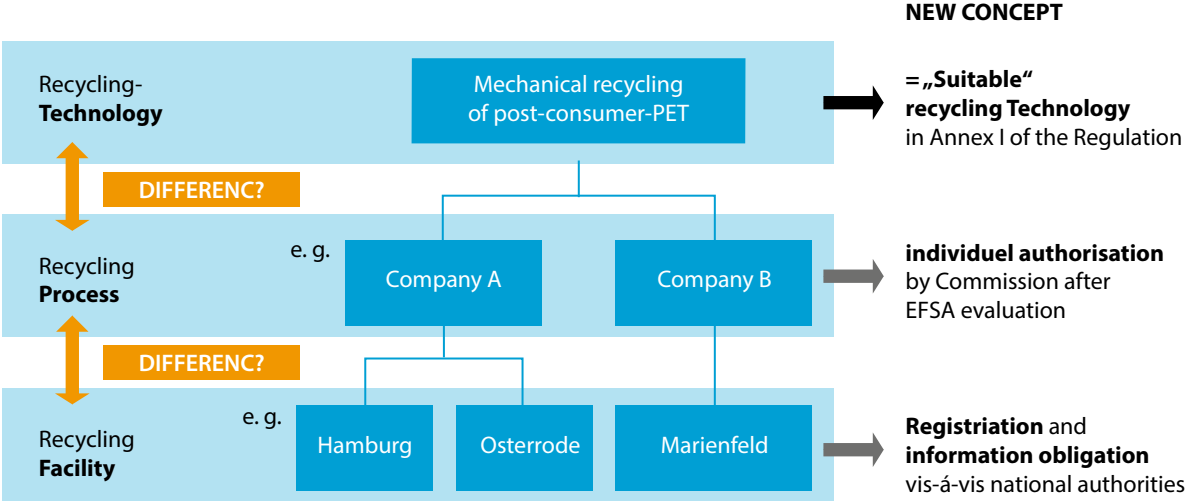 NEW CONCEPT
Recycling-
Technology
Mechanical recycling
of post-consumer-PET
= „Suitable“
recycling Technology
in Annex I of the Regulation
DIFFERENC?
Recycling
Process
e. g.
Company A
Company B
individuel authorisation
by Commission after
EFSA evaluation
DIFFERENC?
Recycling
Facility
e. g.
Hamburg
Osterrode
Marienfeld
Registriation and
information obligation
vis-á-vis national authorities